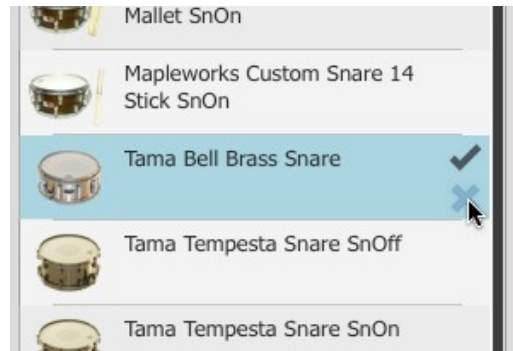 Mallet SnOn
Mapleworks Custom Snare 14
Stick SnOn
Tama Bell Brass Snare
Tama Tempesta Snare SnOff
Tama Tempesta Snare SnOn